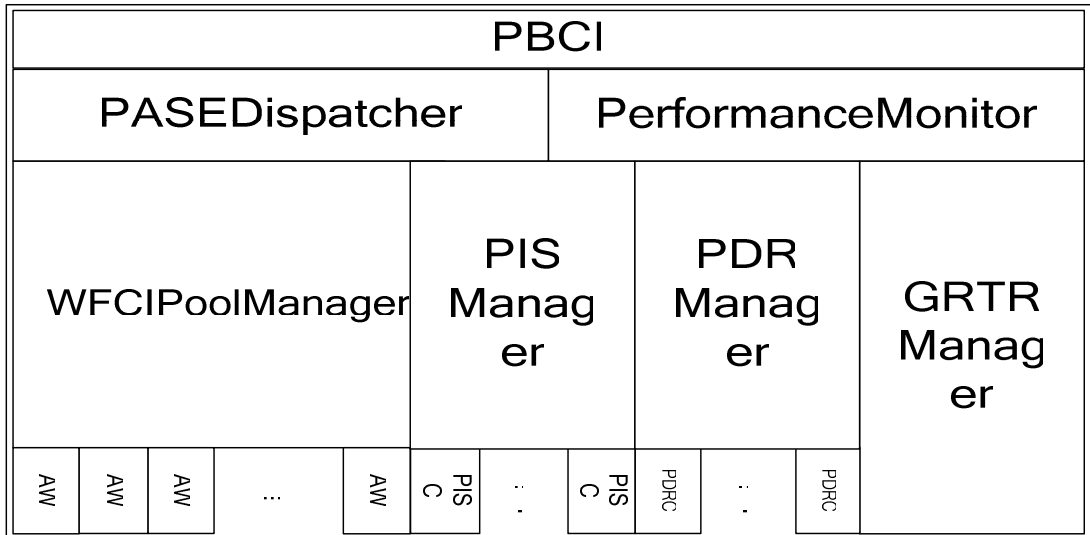 PBCI
PASEDispatcher
PerformanceMonitor
WFCIPoolManager
PIS
Manag
er
PDR
Manag
er
GRTR
Manag
er
AW
AW
AW
...
AW
PIS
C
...
PIS
C
PDRC
...
PDRC